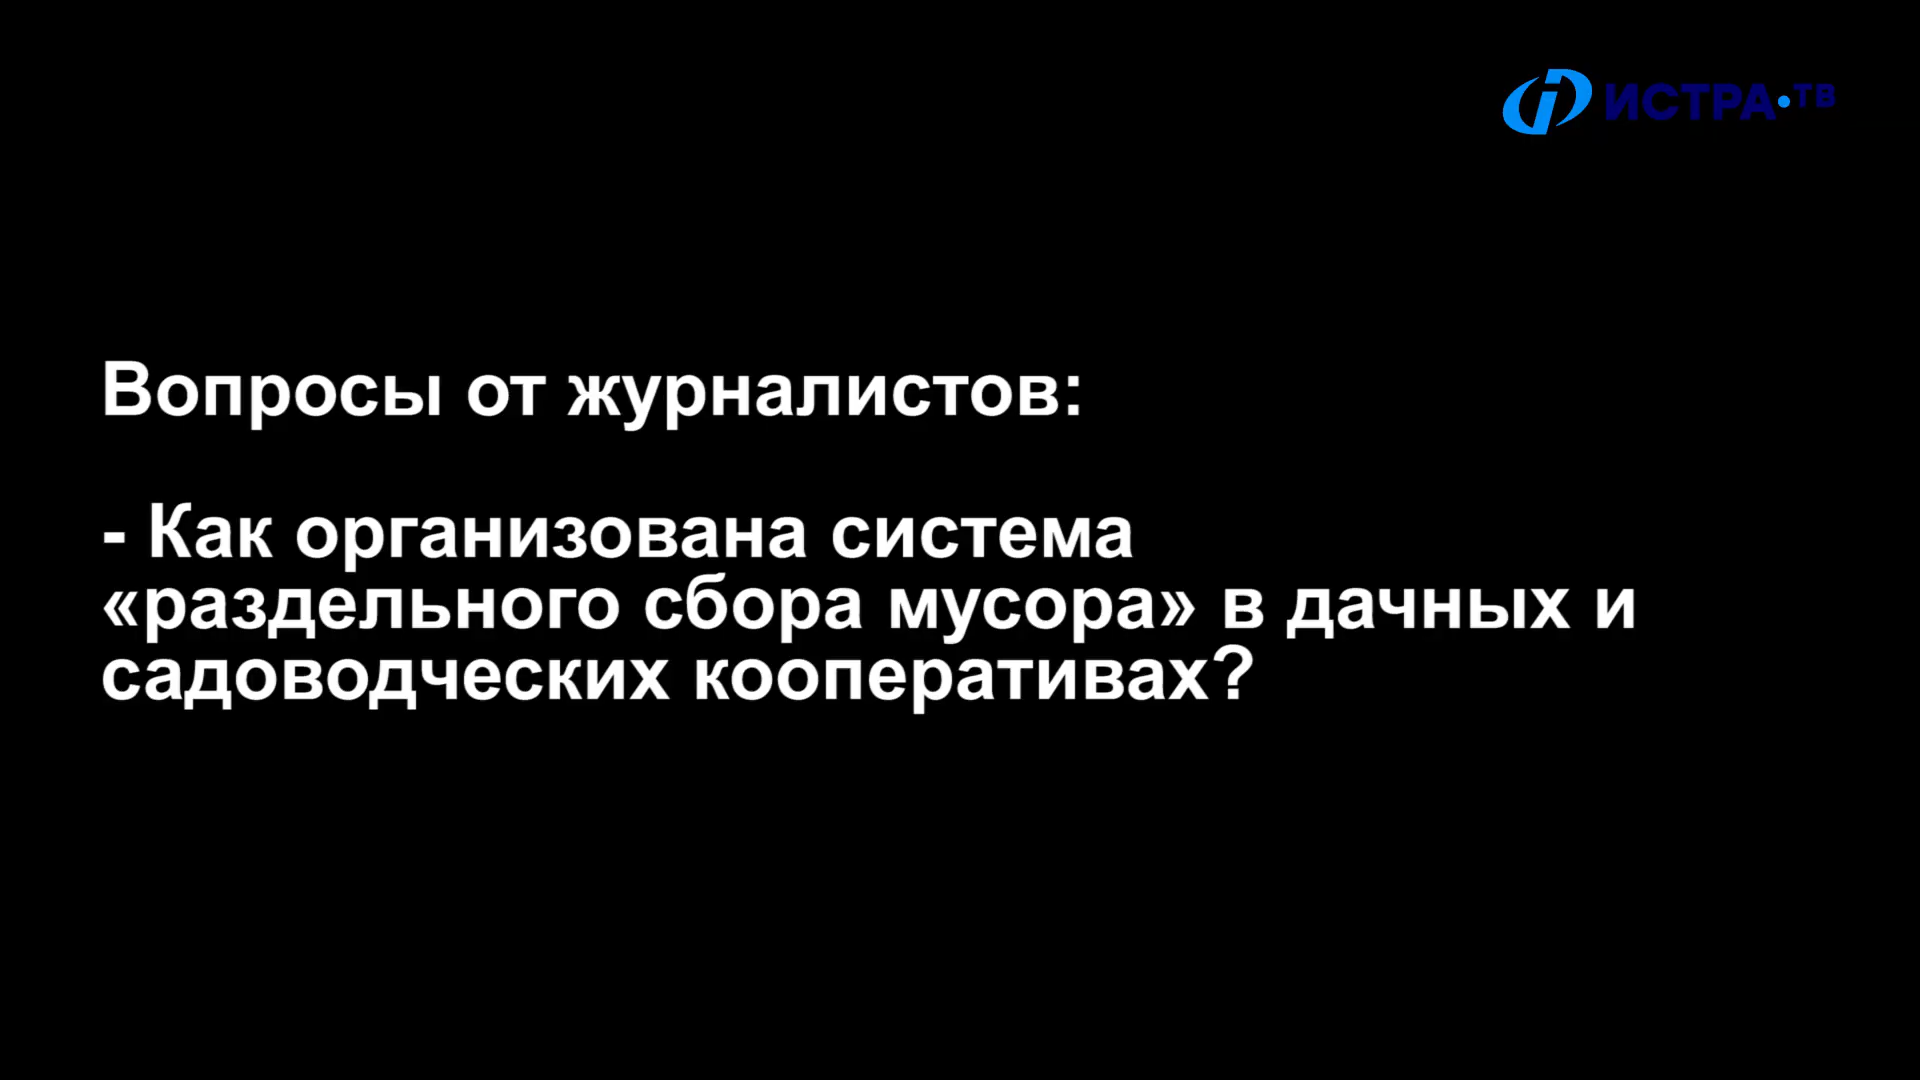 ИСТРА•ТВ
Вопросы от журналистов:
- Как организована система
«раздельного сбора мусора» в дачных и
садоводческих кооперативах?